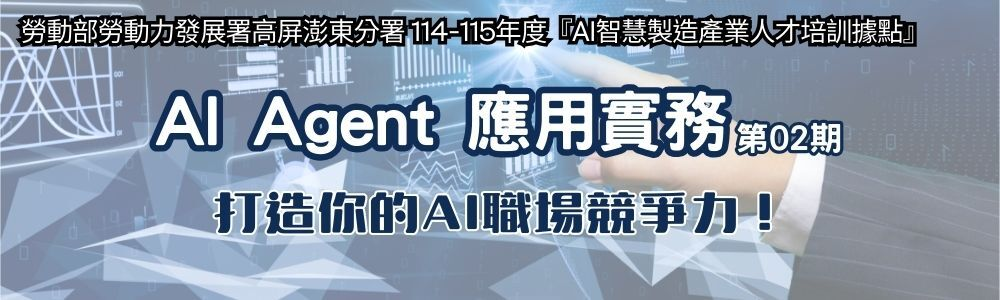 勞動部勞動力發展署高屏澎東分署 114-115年度『AI智慧製造產業人才培訓據點』
AI Agent 應用實務 第02期
打造你的AI職場競爭力！